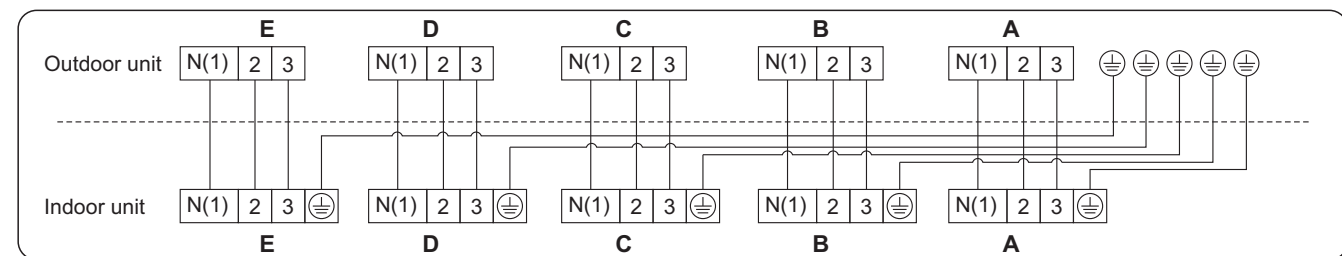 E D C B A
Outdoor unit N(1) 2 3 N(1) 2 3 N(1) 2 3 N(1) 2 3 N(1) 2 3
Indoor unit N(1) 2 3 N(1) 2 3 N(1) 2 3 N(1) 2 3 N(1) 2 3
E D C B A